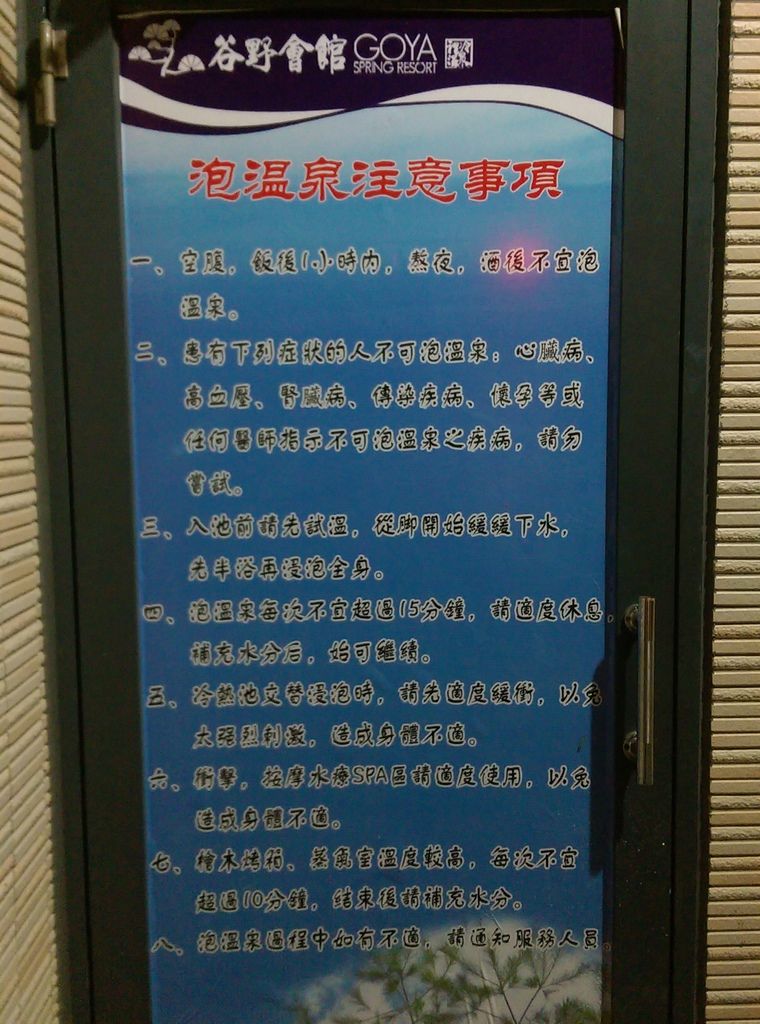 谷野會館 GOYA
SPRING RESORT
泡溫泉注意事項
一、空腹，飯後1小時內，熬夜，酒後不宜泡
溫泉。
二、患有下列症狀的人不可泡溫泉：心臟病、
高血壓、腎臟病、傳染疾病、懷孕等或
任何醫師指示不可泡溫泉之疾病，請勿
嘗試。
三、入池前請先試溫，從腳開始緩緩下水，
先半浴再浸泡全身。
四、泡溫泉每次不宜超過15分鐘，請適度休息，
補充水分后，始可繼續。
五、冷熱池交替浸泡時，請先適度緩衝，以免
太強烈刺激，造成身體不適。
六、衝擊，按摩水療SPA區請適度使用，以免
造成身體不適。
七、檜木烤箱、蒸氣室溫度較高，每次不宜
超過10分鐘，結束後請補充水分。
八、泡溫泉過程中如有不適，請通知服務人員。